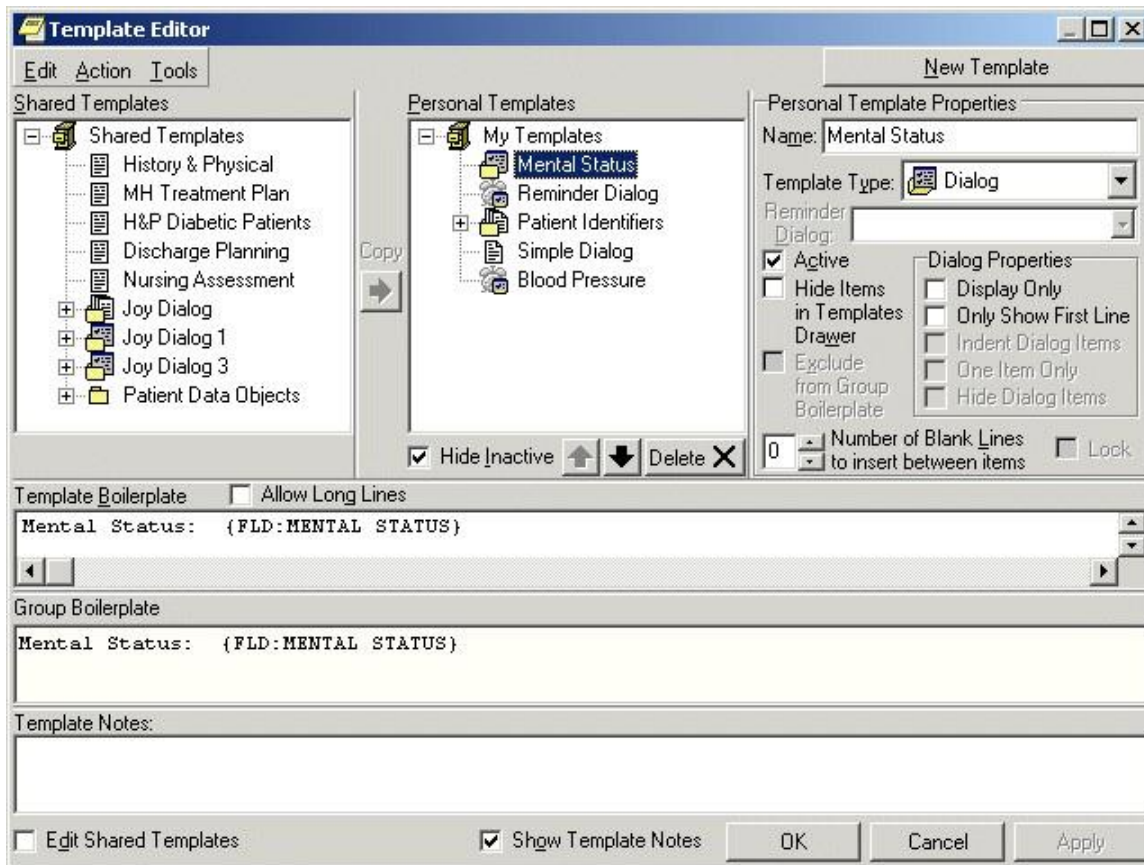 Template Editor
Edit Action Tools
New Template
Shared Templates
Shared Templates
History & Physical
MH Treatment Plan
H&P Diabetic Patients
Discharge Planning
Nursing Assessment
Joy Dialog
Joy Dialog 1
Joy Dialog 3
Patient Data Objects
Copy
Personal Templates
My Templates
Mental Status
Reminder Dialog
Patient Identifiers
Simple Dialog
Blood Pressure
Hide Inactive
Delete
Personal Template Properties
Name: Mental Status
Template Type: Dialog
Reminder
Dialog:
Active
Hide Items
in Templates
Drawer
Exclude
from Group
Boilerplate
Dialog Properties
Display Only
Only Show First Line
Indent Dialog Items
One Item Only
Hide Dialog Items
0 Number of Blank Lines
to insert between items
Lock
Template Boilerplate Allow Long Lines
Mental Status: {FLD:MENTAL STATUS}
Group Boilerplate
Mental Status: {FLD:MENTAL STATUS}
Template Notes:
Edit Shared Templates Show Template Notes OK Cancel Apply